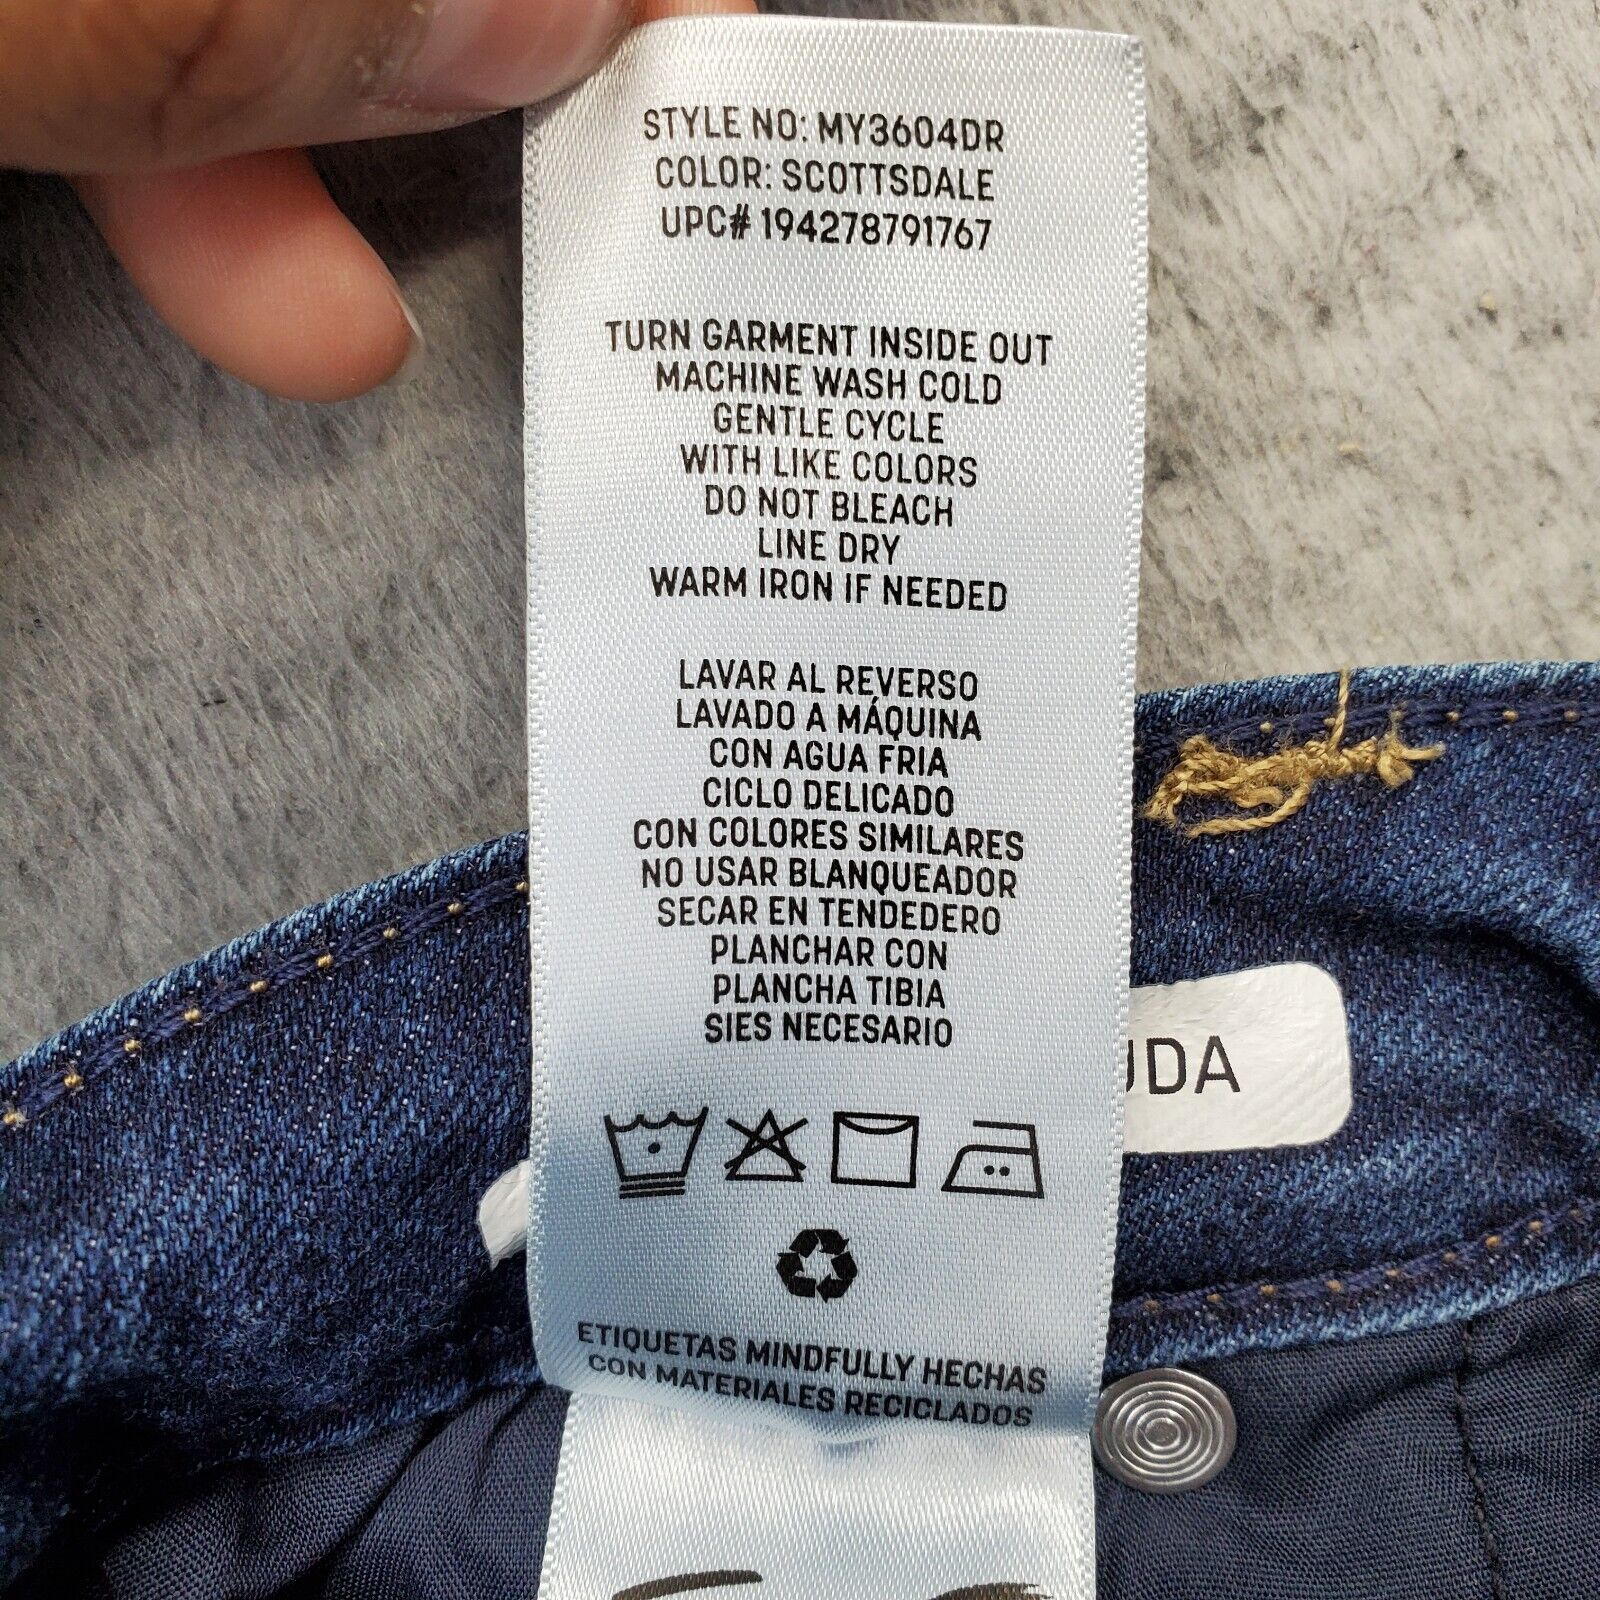 STYLE NO: MY3604DR
COLOR: SCOTTSDALE
UPC# 194278791767
TURN GARMENT INSIDE OUT
MACHINE WASH COLD
GENTLE CYCLE
WITH LIKE COLORS
DO NOT BLEACH
LINE DRY
WARM IRON IF NEEDED
LAVAR AL REVERSO
LAVADO A MÁQUINA
CON AGUA FRIA
CICLO DELICADO
CON COLORES SIMILARES
NO USAR BLANQUEADOR
SECAR EN TENDEDERO
PLANCHAR CON
PLANCHA TIBIA
SIES NECESARIO
UDA
ETIQUETAS MINDFULLY HECHAS
CON MATERIALES RECICLADOS